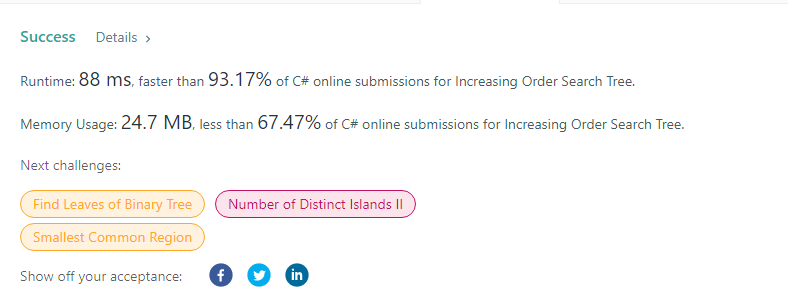 Success Details >
Runtime: 88 ms, faster than 93.17% of C# online submissions for Increasing Order Search Tree.
Memory Usage: 24.7 MB, less than 67.47% of C# online submissions for Increasing Order Search Tree.
Next challenges:
Find Leaves of Binary Tree Number of Distinct Islands II
Smallest Common Region
Show off your acceptance: